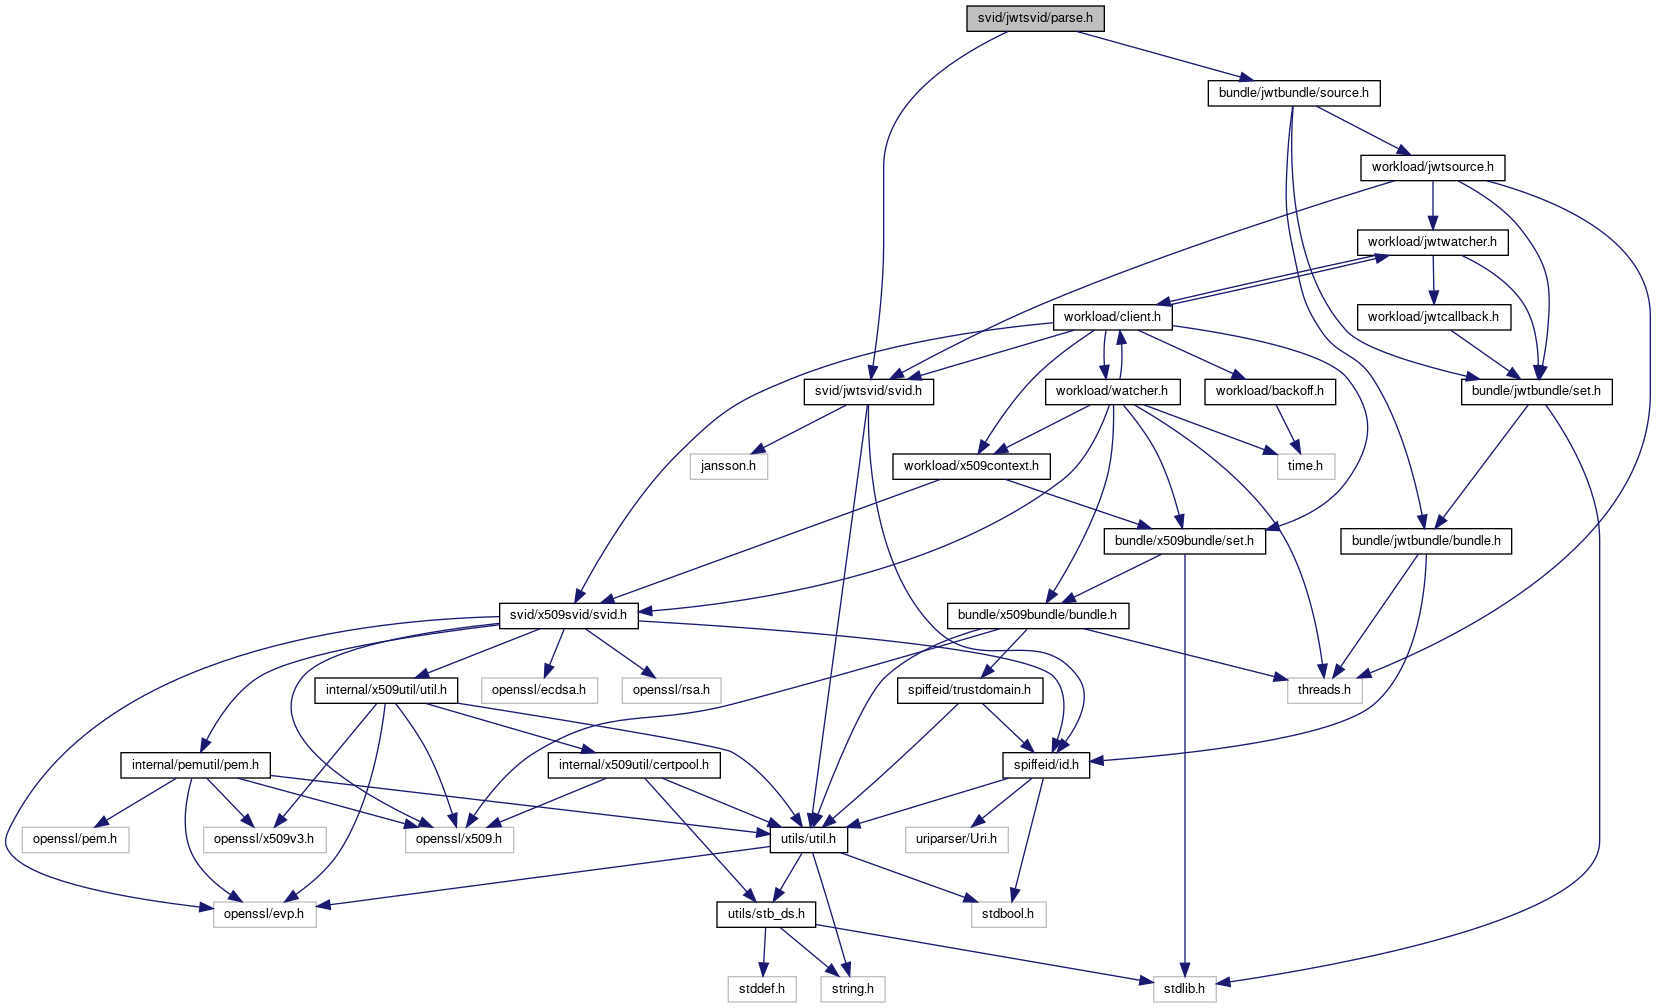 svid/jwtsvid/parse.h
bundle/jwtbundle/source.h
workload/jwtsource.h
workload/jwtwatcher.h
workload/client.h
workload/jwtcallback.h
svid/jwtsvid/svid.h
workload/watcher.h
workload/backoff.h
bundle/jwtbundle/set.h
jansson.h
workload/x509context.h
time.h
bundle/x509bundle/set.h
bundle/jwtbundle/bundle.h
svid/x509svid/svid.h
bundle/x509bundle/bundle.h
internal/x509util/util.h
openssl/ecdsa.h
openssl/rsa.h
spiffeid/trustdomain.h
threads.h
internal/pemutil/pem.h
internal/x509util/certpool.h
spiffeid/id.h
openssl/pem.h
openssl/x509v3.h
openssl/x509.h
utils/util.h
uriparser/Uri.h
openssl/evp.h
utils/stb_ds.h
stdbool.h
stddef.h
string.h
stdlib.h